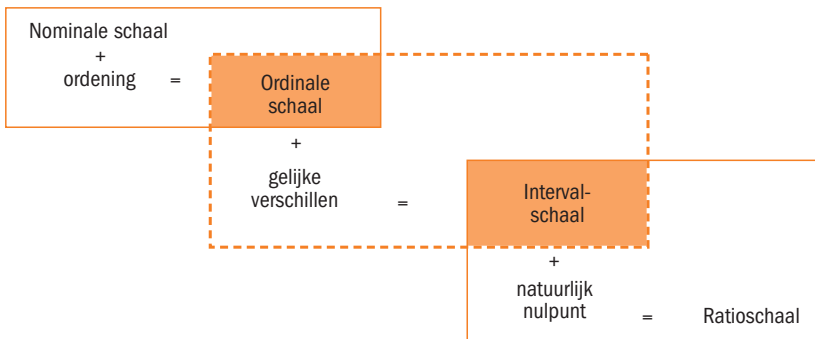 Nominale schaal
+
ordening =
Ordinale
schaal
+
gelijke
verschillen =
Interval-
schaal
+
natuurlijk
nulpunt = Ratioschaal